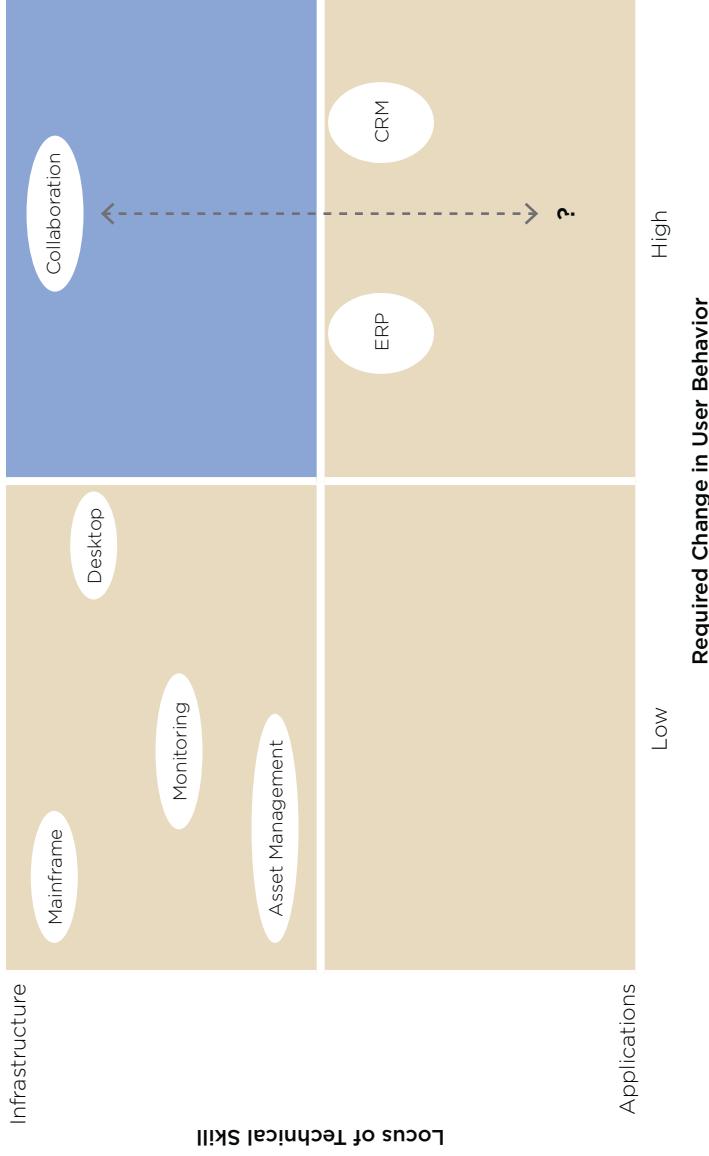 Locus of Technical Skill
Infrastructure
Mainframe
Desktop
Collaboration
Monitoring
Asset Management
ERP
CRM
?
Applications
Low
High
Required Change in User Behavior